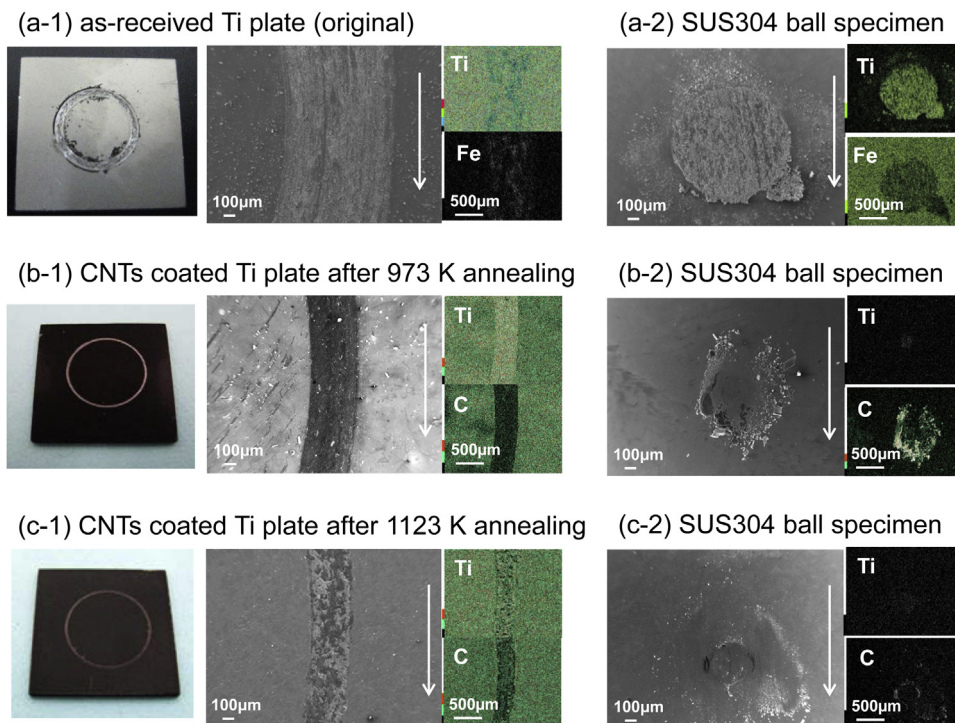 (a-1) as-received Ti plate (original)
(a-2) SUS304 ball specimen
Ti
Fe
100μm
500μm
Ti
Fe
100μm
500μm
(b-1) CNTs coated Ti plate after 973 K annealing
(b-2) SUS304 ball specimen
Ti
C
100μm
500μm
Ti
C
100μm
500μm
(c-1) CNTs coated Ti plate after 1123 K annealing
(c-2) SUS304 ball specimen
Ti
C
100μm
500μm
Ti
C
100μm
500μm